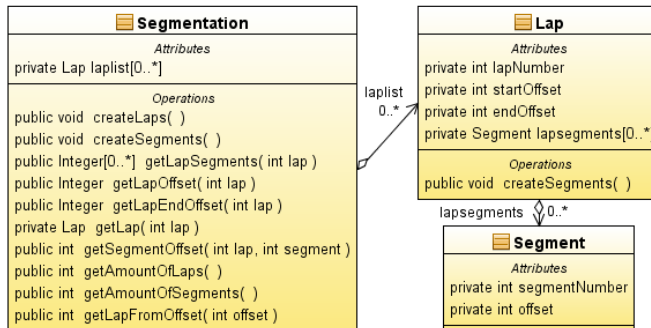 Segmentation
Attributes
private Lap laplist[0..*]
Operations
public void createLaps( )
public void createSegments( )
public Integer[0..*] getLapSegments( int lap )
public Integer getLapOffset( int lap )
public Integer getLapEndOffset( int lap )
private Lap getLap( int lap )
public int getSegmentOffset( int lap, int segment )
public int getAmountOfLaps( )
public int getAmountOfSegments( )
public int getLapFromOffset( int offset )
laplist
0..*
Lap
Attributes
private int lapNumber
private int startOffset
private int endOffset
private Segment lapsegments[0..*
Operations
public void createSegments( )
lapsegments 0..*
Segment
Attributes
private int segmentNumber
private int offset